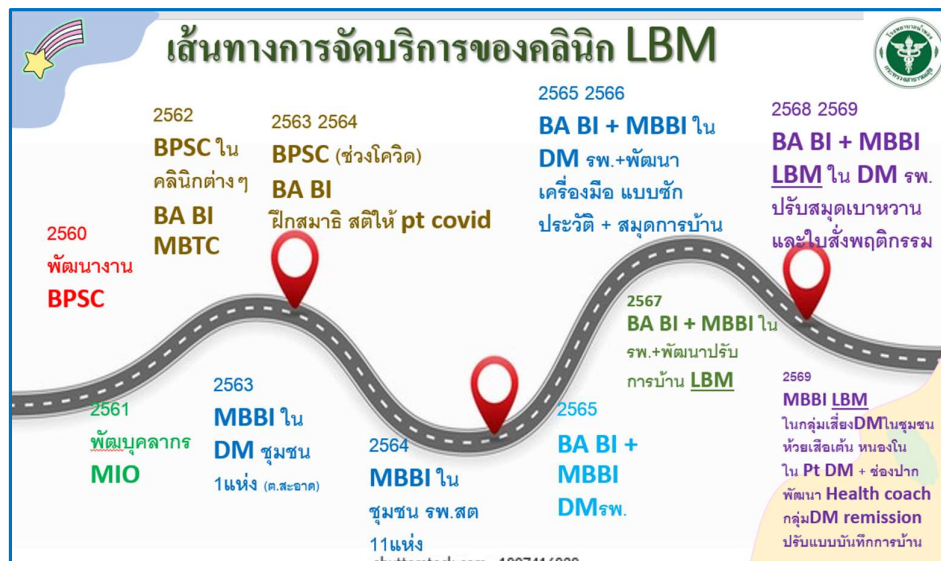 เส้นทางการจัดบริการของคลินิก LBM
2560
พัฒนางาน
BPSC
2561
พัฒบุคลากร
MIO
2562
BPSC ใน
คลินิกต่างๆ
BA BI
MBTC
2563
MBBI ใน
DM ชุมชน
1แห่ง (ต.สะอาด)
2563 2564
BPSC (ช่วงโควิด)
BA BI
ฝึกสมาธิ สติให้ pt covid
2564
MBBI ใน
ชุมชน รพ.สต
11แห่ง
2565
BA BI +
MBBI
DMรพ.
2565 2566
BA BI + MBBI ใน
DM รพ.+พัฒนา
เครื่องมือ แบบซัก
ประวัติ + สมุดการบ้าน
2567
BA BI + MBBI ใน
รพ.+พัฒนาปรับ
การบ้าน LBM
2568 2569
BA BI + MBBI
LBM ใน DM รพ.
ปรับสมุดเบาหวาน
และใบสั่งพฤติกรรม
2569
MBBI LBM
ในกลุ่มเสี่ยงDMในชุมชน
ห้วยเสือเต้น หนองโน
ใน Pt DM + ช่องปาก
พัฒนา Health coach
กลุ่มDM remission
ปรับแบบบันทึกการบ้าน